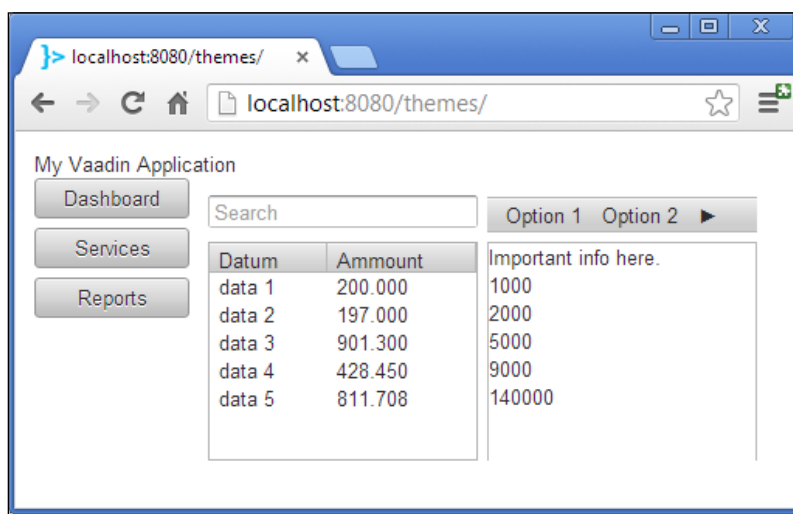 localhost:8080/themes/
localhost:8080/themes/
My Vaadin Application
Dashboard
Services
Reports
Search
Datum Ammount
data 1 200.000
data 2 197.000
data 3 901.300
data 4 428.450
data 5 811.708
Option 1 Option 2 ►
Important info here.
1000
2000
5000
9000
140000